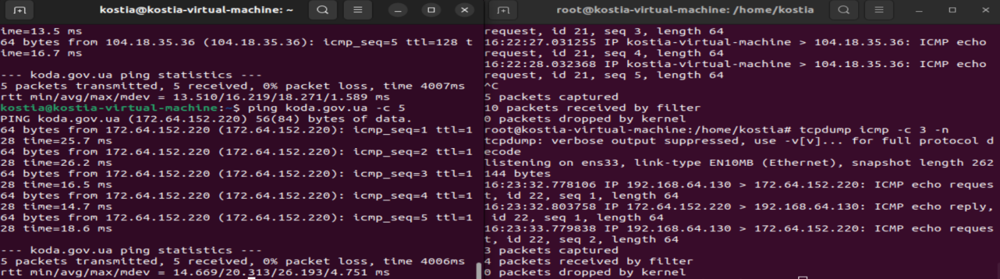 kostia@kostia-virtual-machine: ~
ime=13.5 ms
64 bytes from 104.18.35.36 (104.18.35.36): icmp_seq=5 ttl=128 t
ime=16.7 ms
--- koda.gov.ua ping statistics ---
5 packets transmitted, 5 received, 0% packet loss, time 4007ms
rtt min/avg/max/mdev = 13.510/16.219/18.271/1.589 ms
kostia@kostia-virtual-machine:~$ ping koda.gov.ua -c 5
PING koda.gov.ua (172.64.152.220) 56(84) bytes of data.
64 bytes from 172.64.152.220 (172.64.152.220): icmp_seq=1 ttl=1
28 time=25.7 ms
64 bytes from 172.64.152.220 (172.64.152.220): icmp_seq=2 ttl=1
28 time=26.2 ms
64 bytes from 172.64.152.220 (172.64.152.220): icmp_seq=3 ttl=1
28 time=16.5 ms
64 bytes from 172.64.152.220 (172.64.152.220): icmp_seq=4 ttl=1
28 time=14.7 ms
64 bytes from 172.64.152.220 (172.64.152.220): icmp_seq=5 ttl=1
28 time=18.6 ms
--- koda.gov.ua ping statistics ---
5 packets transmitted, 5 received, 0% packet loss, time 4006ms
rtt min/avg/max/mdev = 14.669/20.313/26.193/4.751 ms
root@kostia-virtual-machine: /home/kostia
request, id 21, seq 3, length 64
16:22:27.031255 IP kostia-virtual-machine > 104.18.35.36: ICMP echo
request, id 21, seq 4, length 64
16:22:28.032368 IP kostia-virtual-machine > 104.18.35.36: ICMP echo
request, id 21, seq 5, length 64
^C
5 packets captured
10 packets received by filter
0 packets dropped by kernel
root@kostia-virtual-machine:/home/kostia# tcpdump icmp -c 3 -n
tcpdump: verbose output suppressed, use -v[v]... for full protocol d
ecode
listening on ens33, link-type EN10MB (Ethernet), snapshot length 262
144 bytes
16:23:32.778106 IP 192.168.64.130 > 172.64.152.220: ICMP echo reques
t, id 22, seq 1, length 64
16:23:32.803758 IP 172.64.152.220 > 192.168.64.130: ICMP echo reply,
id 22, seq 1, length 64
16:23:33.779838 IP 192.168.64.130 > 172.64.152.220: ICMP echo reques
t, id 22, seq 2, length 64
3 packets captured
4 packets received by filter
0 packets dropped by kernel